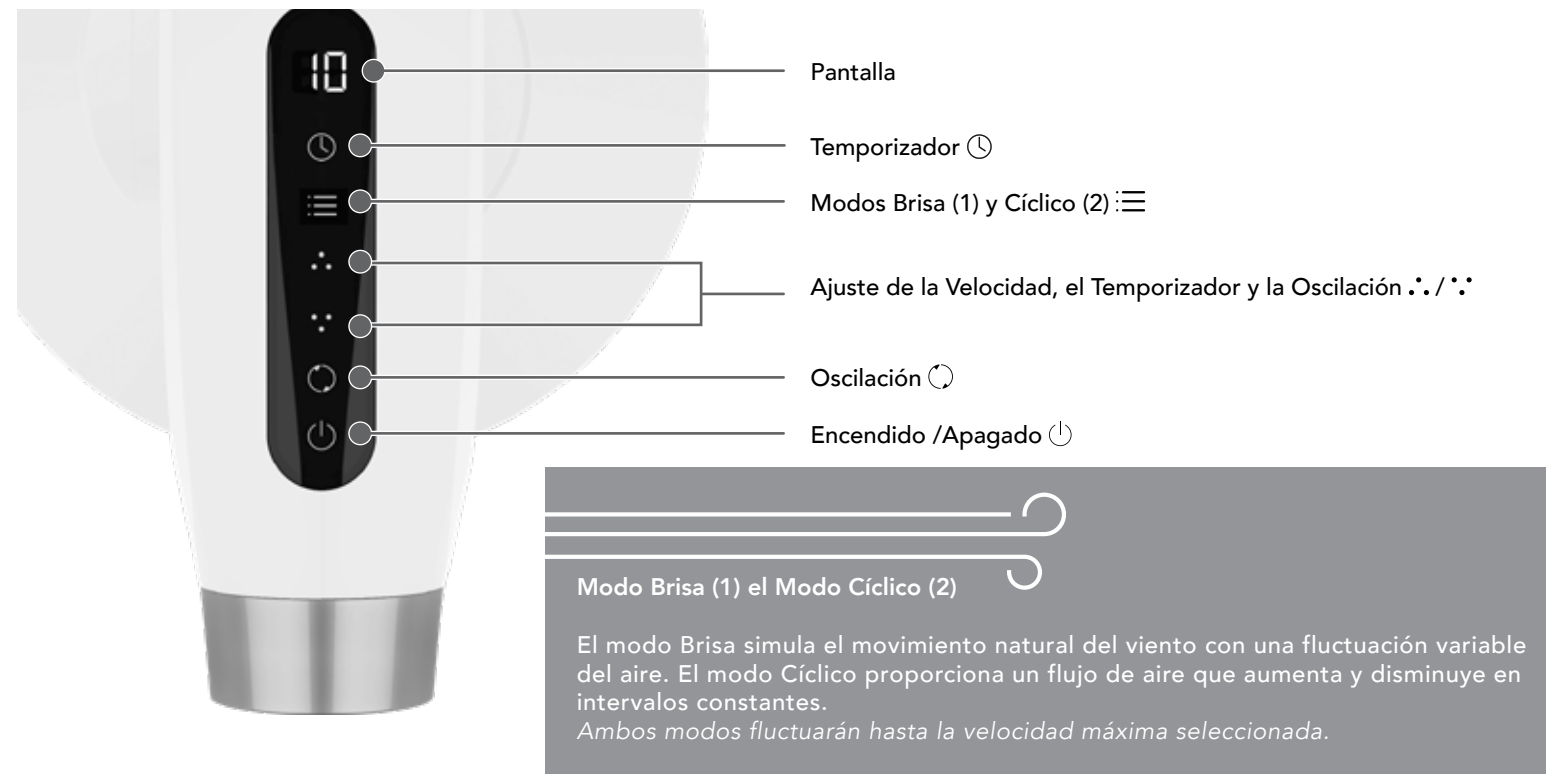 10
Pantalla
Temporizador
Modos Brisa (1) y Cíclico (2)
Ajuste de la Velocidad, el Temporizador y la Oscilación ⸫ / ⸪
Oscilación
Encendido /Apagado
Modo Brisa (1) el Modo Cíclico (2)
El modo Brisa simula el movimiento natural del viento con una fluctuación variable
del aire. El modo Cíclico proporciona un flujo de aire que aumenta y disminuye en
intervalos constantes.
Ambos modos fluctuarán hasta la velocidad máxima seleccionada.